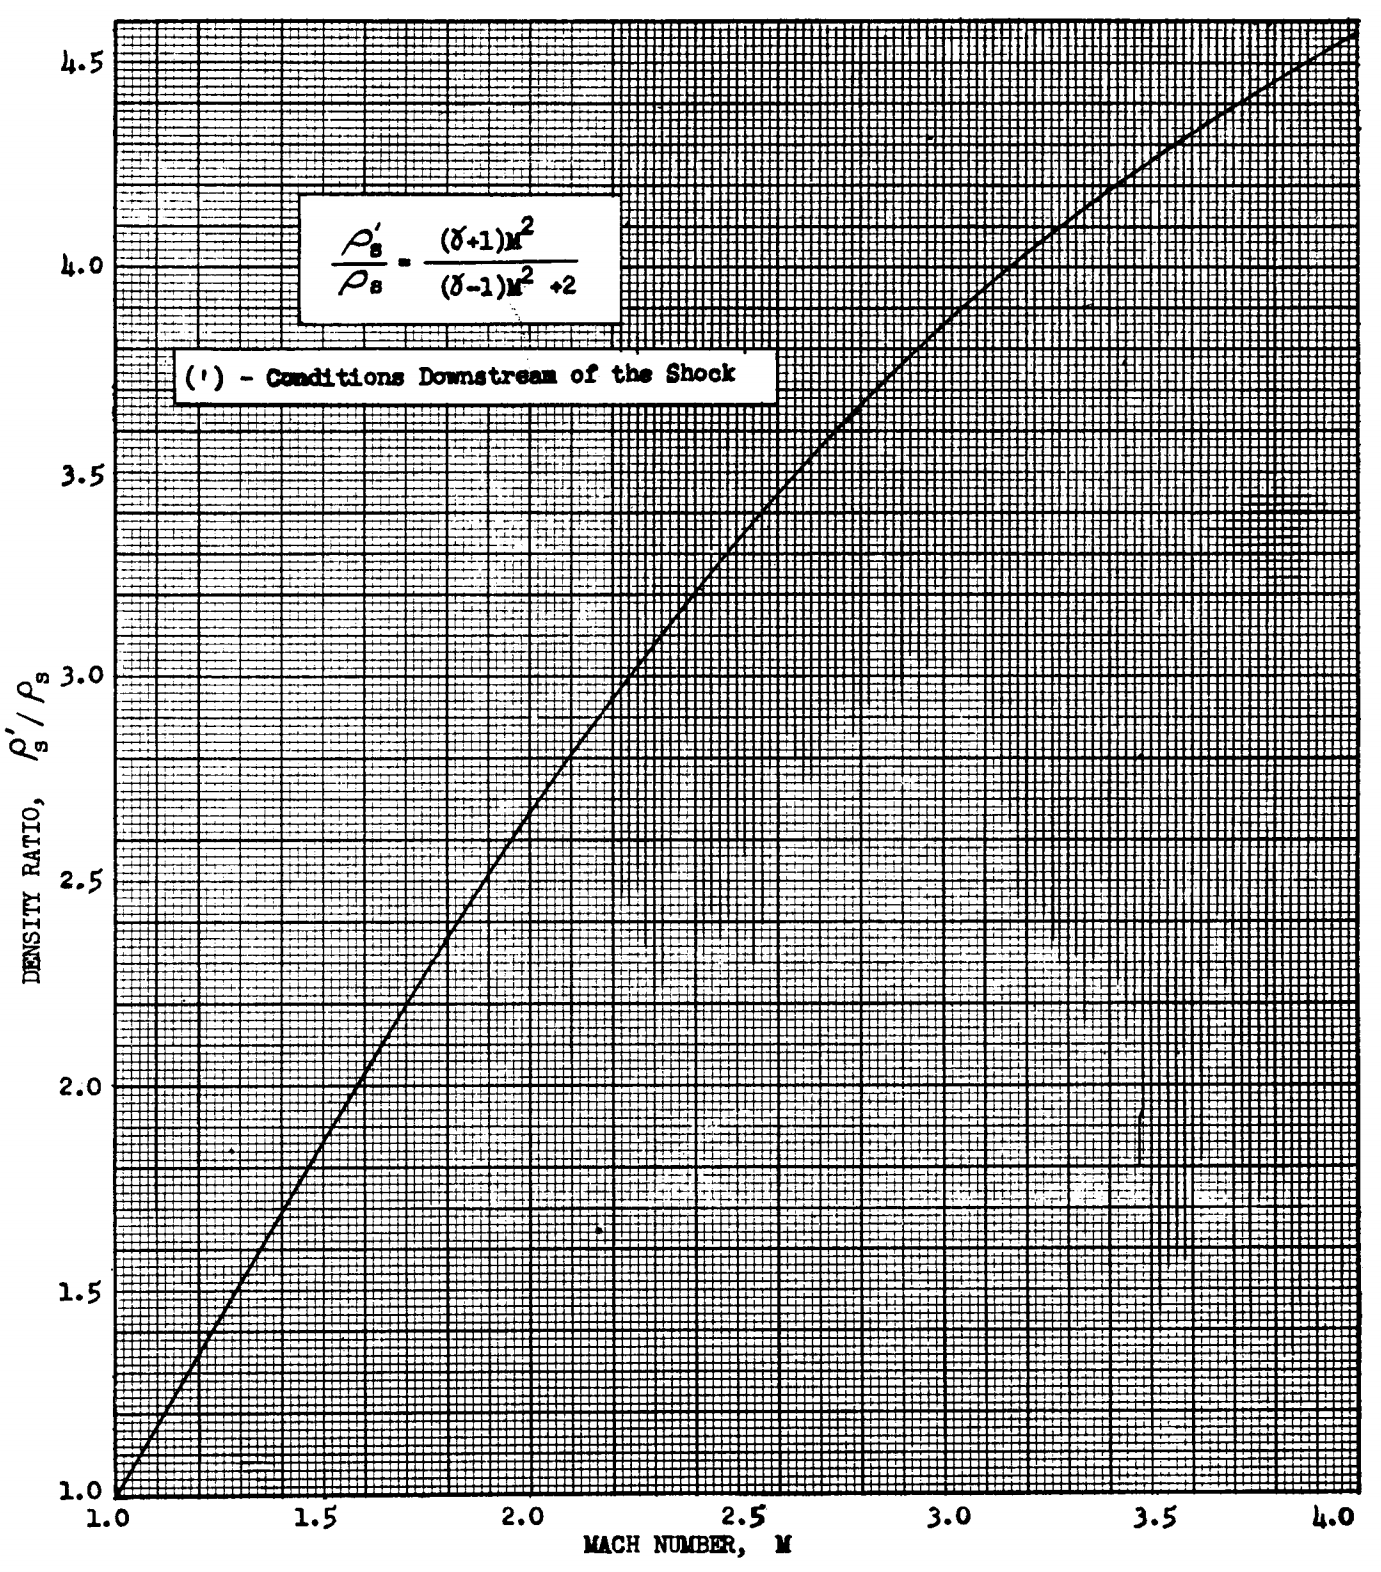 4.5
4.0
3.5
3.0
2.5
2.0
1.5
1.0
DENSITY RATIO, ρs'/ρs
ρs'/ρs = (γ+1)M² / (γ-1)M² +2
(') - Conditions Downstream of the Shock
1.0 1.5 2.0 2.5 3.0 3.5 4.0
MACH NUMBER, M